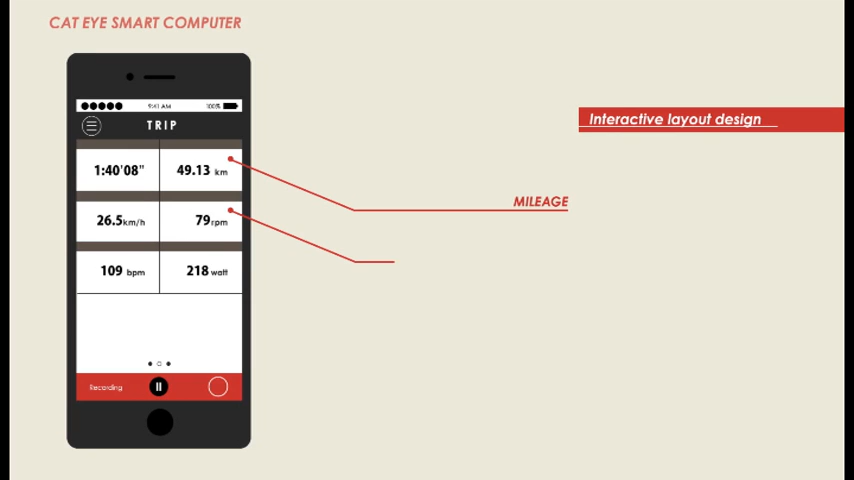 CAT EYE SMART COMPUTER
9:41 AM 100%
TRIP
Interactive layout design
1:40'08" 49.13 km
MILEAGE
26.5km/h 79rpm
109 bpm 218 watt
Recording